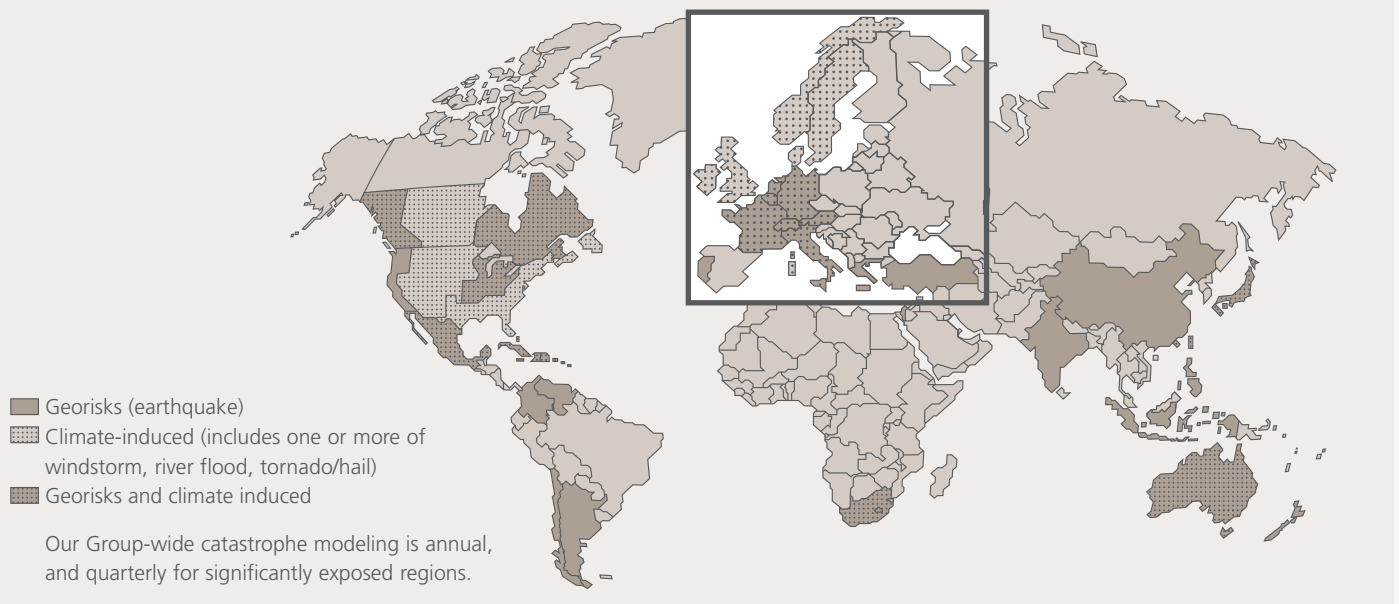 Georisks (earthquake)
Climate-induced (includes one or more of
windstorm, river flood, tornado/hail)
Georisks and climate induced
Our Group-wide catastrophe modeling is annual,
and quarterly for significantly exposed regions.